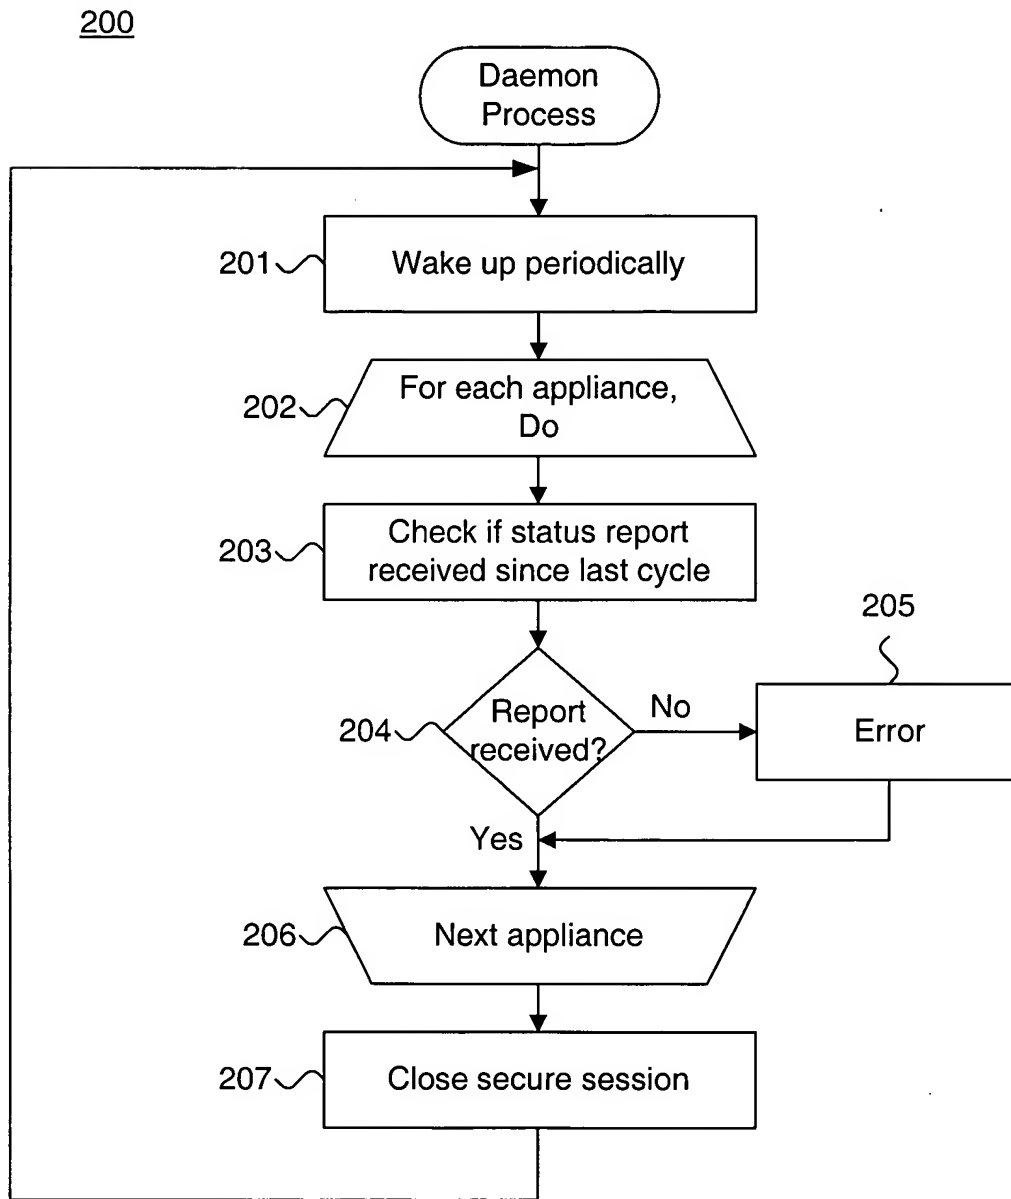 200
Daemon
Process
201
Wake up periodically
202
For each appliance,
Do
203
Check if status report
received since last cycle
205
204
Report
received?
No
Error
Yes
206
Next appliance
207
Close secure session